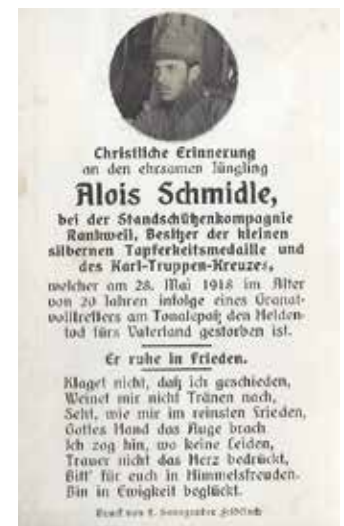 Christliche Erinnerung
an den ehrsamen Jüngling
Alois Schmidle,
bei der Standschützenkompagnie
Rankweil, Besitzer der kleinen
silbernen Tapferkeitsmedaille und
des Karl-Truppen-Kreuzes,
welcher am 28. Mai 1918 im Alter
von 20 Jahren infolge eines Granat-
volltreffers am Tonalepaß den Helden-
tod fürs Vaterland gestorben ist.
Er ruhe in Frieden.
Klaget nicht, daß ich geschieden,
Weinet mir nicht Tränen nach,
Seht, wie mir im reinsten Frieden,
Gottes Hand das Auge brach.
Ich zog hin, wo keine Leiden,
Trauer nicht das Herz bedrückt,
Bitt' für euch in Himmelsfreuden.
Bin in Ewigkeit beglückt.
Druck von